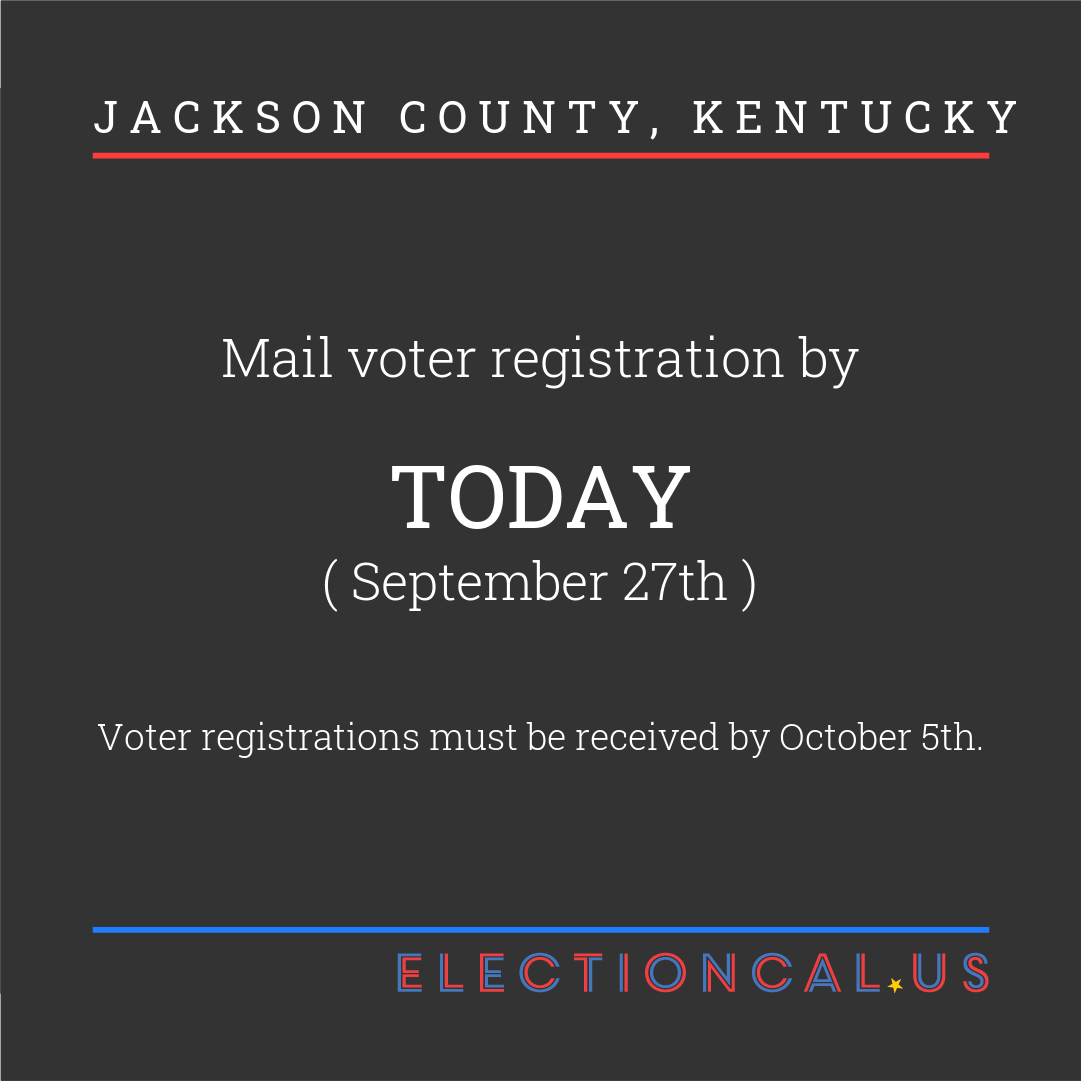 JACKSON COUNTY, KENTUCKY
Mail voter registration by
TODAY
( September 27th )
Voter registrations must be received by October 5th.
ELECTIONCAL.US